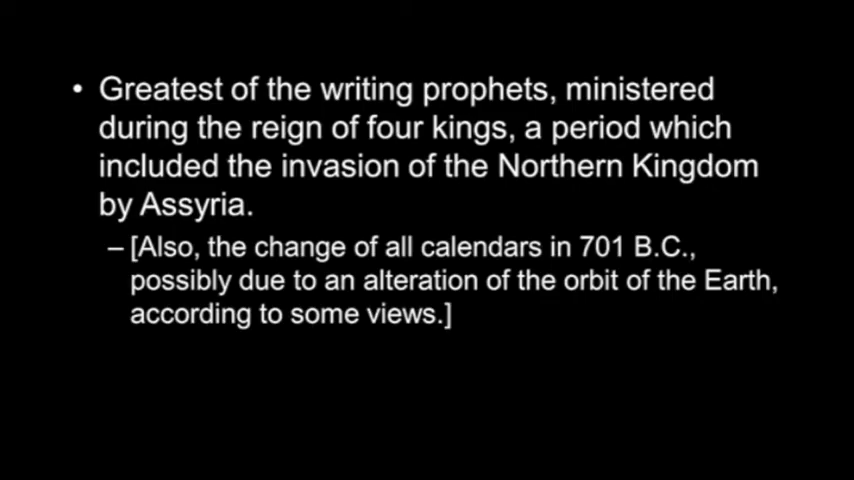 • Greatest of the writing prophets, ministered
during the reign of four kings, a period which
included the invasion of the Northern Kingdom
by Assyria.
– [Also, the change of all calendars in 701 B.C.,
possibly due to an alteration of the orbit of the Earth,
according to some views.]